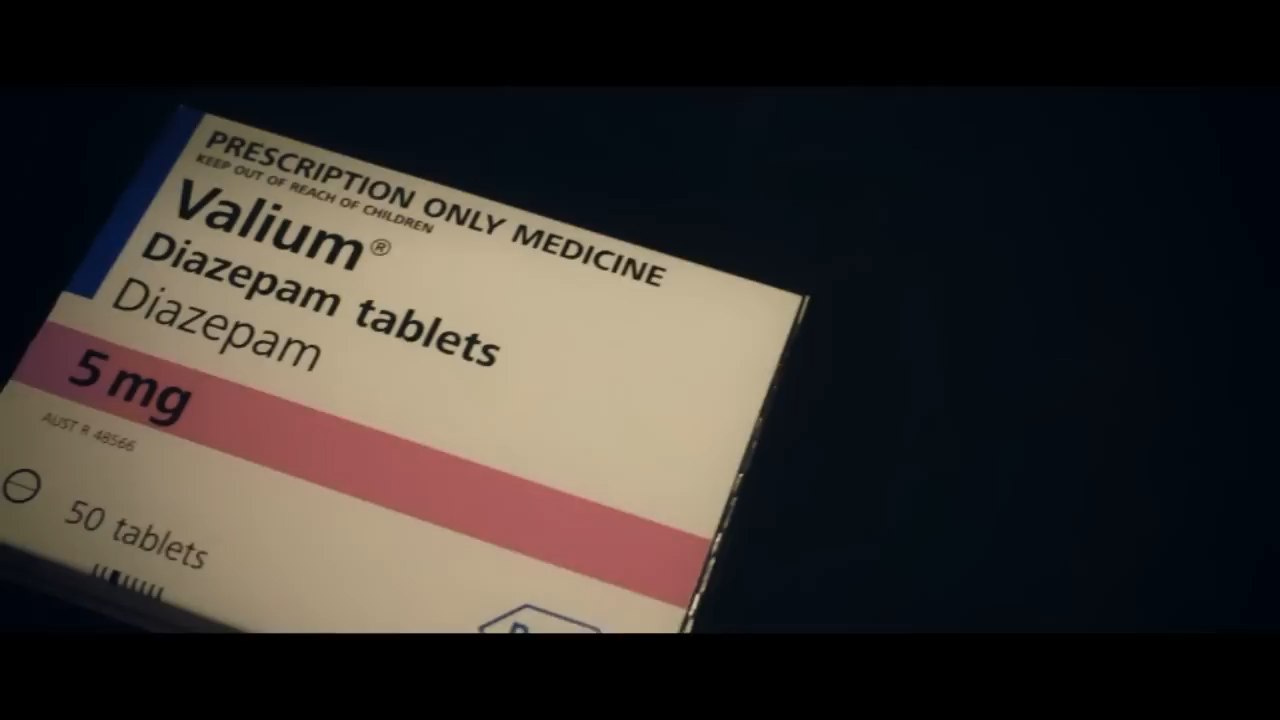 PRESCRIPTION ONLY MEDICINE
KEEP OUT OF REACH OF CHILDREN
Valium®
Diazepam tablets
Diazepam
5 mg
AUST R 48566
50 tablets